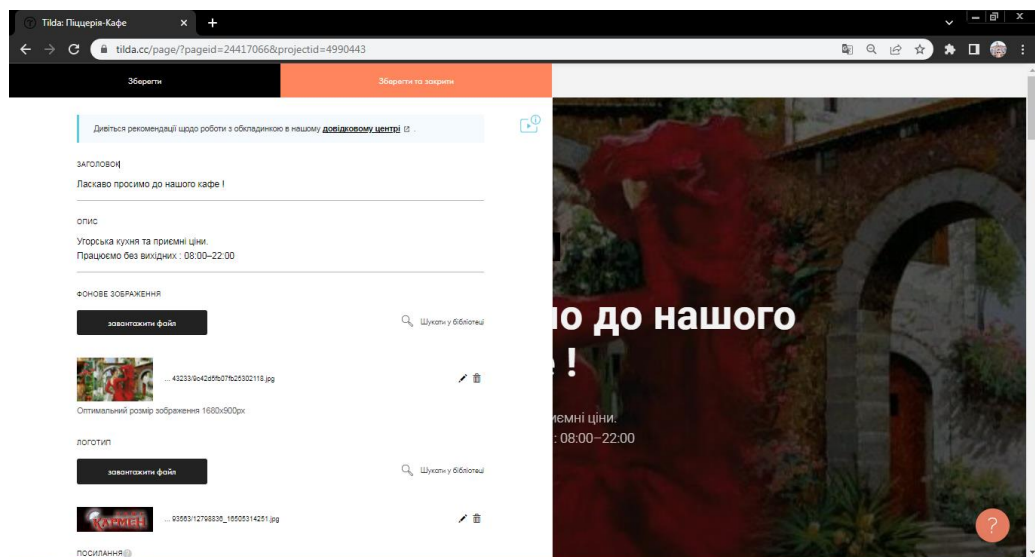 Tilda: Піццерія-Кафе
tilda.cc/page/?pageid=24417066&projectid=4990443
Зберегти
Зберегти та закрити
Дивіться рекомендації щодо роботи з обкладинкою в нашому довідковому центрі
ЗАГОЛОВОК
Ласкаво просимо до нашого кафе !
ОПИС
Угорська кухня та приємні ціни.
Працюємо без вихідних : 08:00–22:00
ФОНОВЕ ЗОБРАЖЕННЯ
завантажити файл
Шукати у бібліотеці
... 43233/9c42d5fb07fb25302118.jpg
Оптимальний розмір зображення 1680x900px
ЛОГОТИП
завантажити файл
Шукати у бібліотеці
КАРМЕН
... 93563/12798836_16505314251.jpg
ПОСИЛАННЯ
ю до нашого
!
иємні ціни.
: 08:00–22:00
?